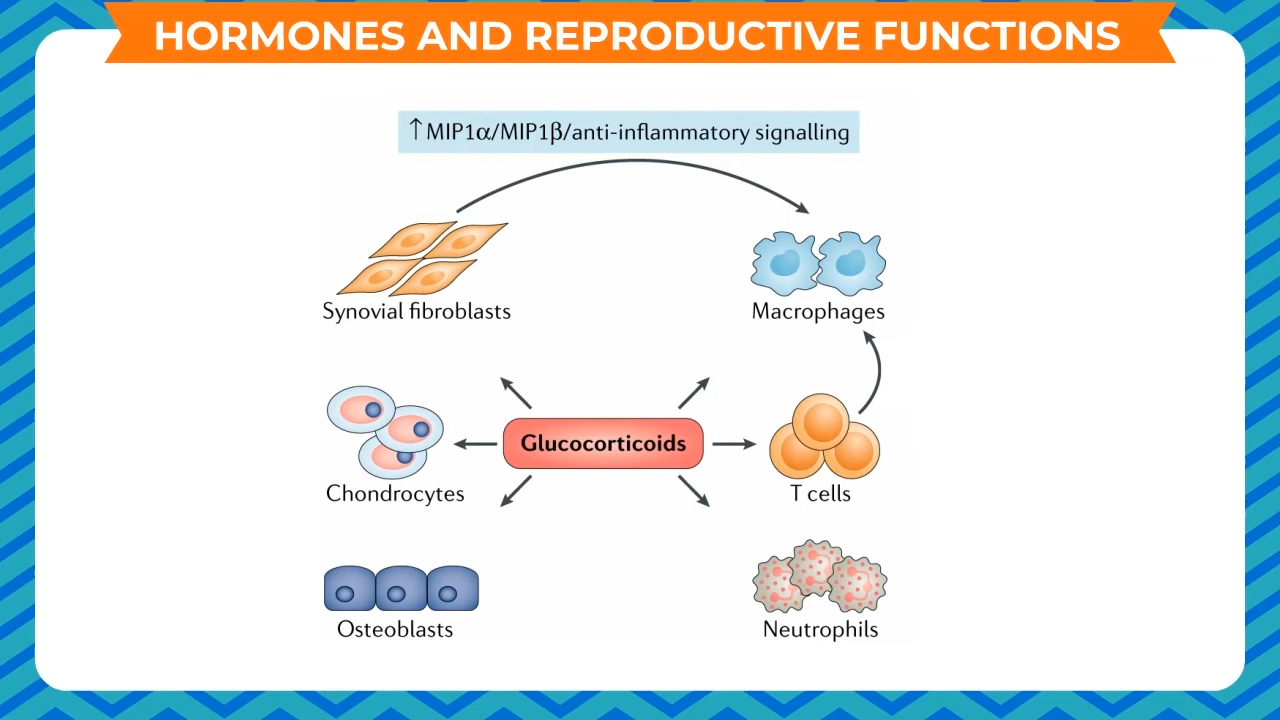 HORMONES AND REPRODUCTIVE FUNCTIONS
↑MIP1α/MIP1β/anti-inflammatory signalling
Synovial fibroblasts
Macrophages
Chondrocytes
Glucocorticoids
T cells
Osteoblasts
Neutrophils